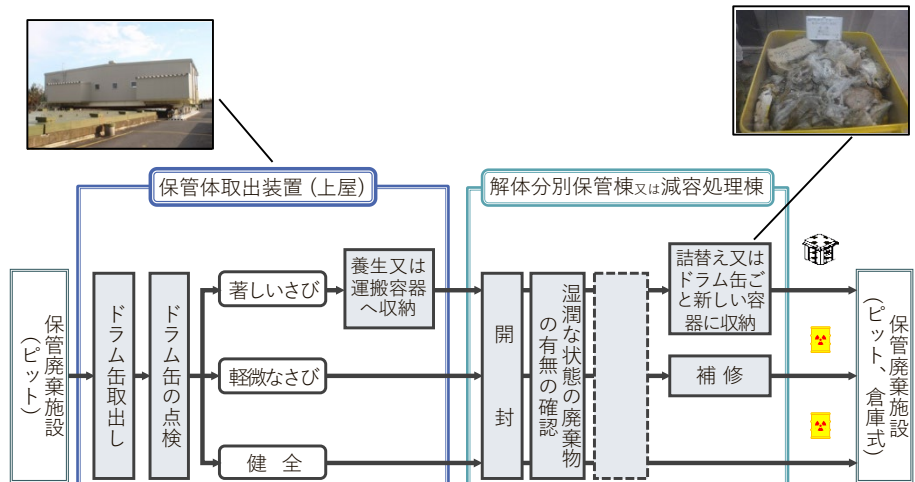 保管体取出装置（上屋）
解体分別保管棟又は減容処理棟
保管廃棄施設
（ピット）
ドラム缶取出し
ドラム缶の点検
著しいさび
養生又は
運搬容器
へ収納
軽微なさび
健 全
開 封
湿潤な状態の廃棄物
の有無の確認
詰替え又は
ドラム缶ご
と新しい容
器に収納
補 修
保管廃棄施設
（ピット、倉庫式）